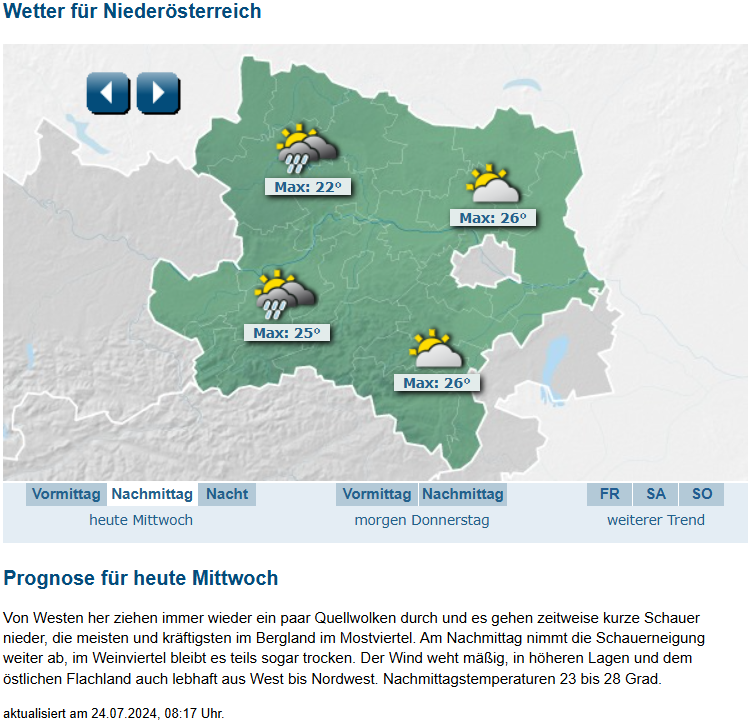 Wetter für Niederösterreich
Max: 22°
Max: 26°
Max: 25°
Max: 26°
Vormittag Nachmittag Nacht Vormittag Nachmittag FR SA SO
heute Mittwoch morgen Donnerstag weiterer Trend
Prognose für heute Mittwoch
Von Westen her ziehen immer wieder ein paar Quellwolken durch und es gehen zeitweise kurze Schauer
nieder, die meisten und kräftigsten im Bergland im Mostviertel. Am Nachmittag nimmt die Schauerneigung
weiter ab, im Weinviertel bleibt es teils sogar trocken. Der Wind weht mäßig, in höheren Lagen und dem
östlichen Flachland auch lebhaft aus West bis Nordwest. Nachmittagstemperaturen 23 bis 28 Grad.
aktualisiert am 24.07.2024, 08:17 Uhr.